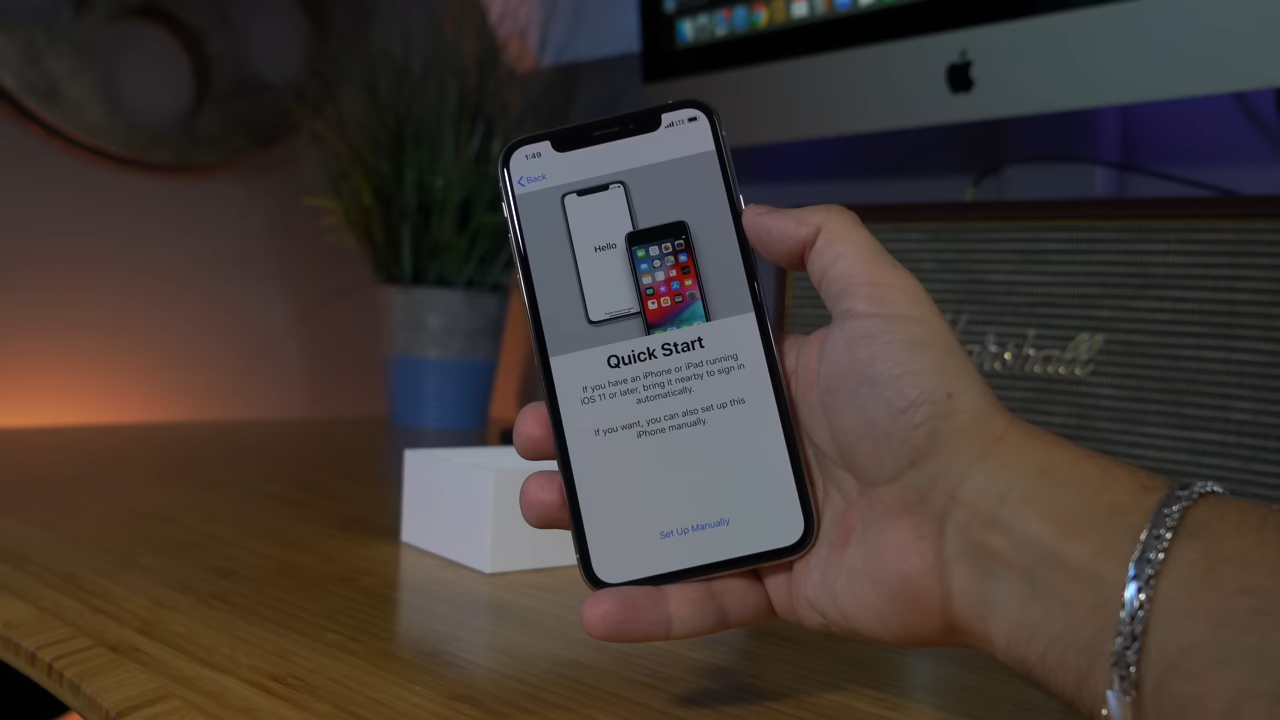 1:49
LTE
Back
Hello
Quick Start
If you have an iPhone or iPad running
iOS 11 or later, bring it nearby to sign in
automatically.
If you want, you can also set up this
iPhone manually.
Set Up Manually
Marshall